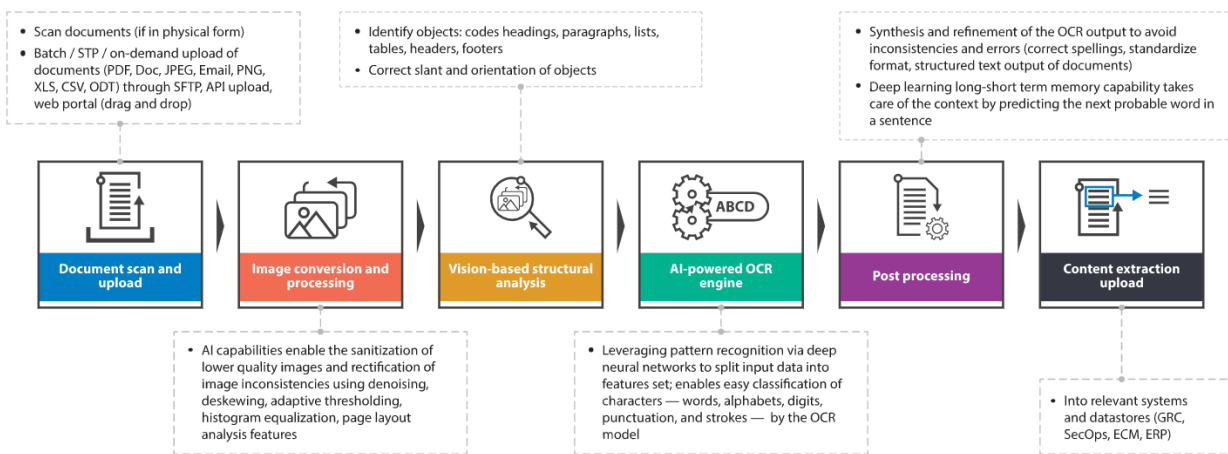 • Scan documents (if in physical form)
• Batch / STP / on-demand upload of
documents (PDF, Doc, JPEG, Email, PNG,
XLS, CSV, ODT) through SFTP, API upload,
web portal (drag and drop)
• Identify objects: codes headings, paragraphs, lists,
tables, headers, footers
• Correct slant and orientation of objects
• Synthesis and refinement of the OCR output to avoid
inconsistencies and errors (correct spellings, standardize
format, structured text output of documents)
• Deep learning long-short term memory capability takes
care of the context by predicting the next probable word in
a sentence
Document scan and
upload
Image conversion and
processing
Vision-based structural
analysis
ABCD
AI-powered OCR
engine
Post processing
Content extraction
upload
• AI capabilities enable the sanitization of
lower quality images and rectification of
image inconsistencies using denoising,
deskewing, adaptive thresholding,
histogram equalization, page layout
analysis features
• Leveraging pattern recognition via deep
neural networks to split input data into
features set; enables easy classification of
characters — words, alphabets, digits,
punctuation, and strokes — by the OCR
model
• Into relevant systems
and datastores (GRC,
SecOps, ECM, ERP)